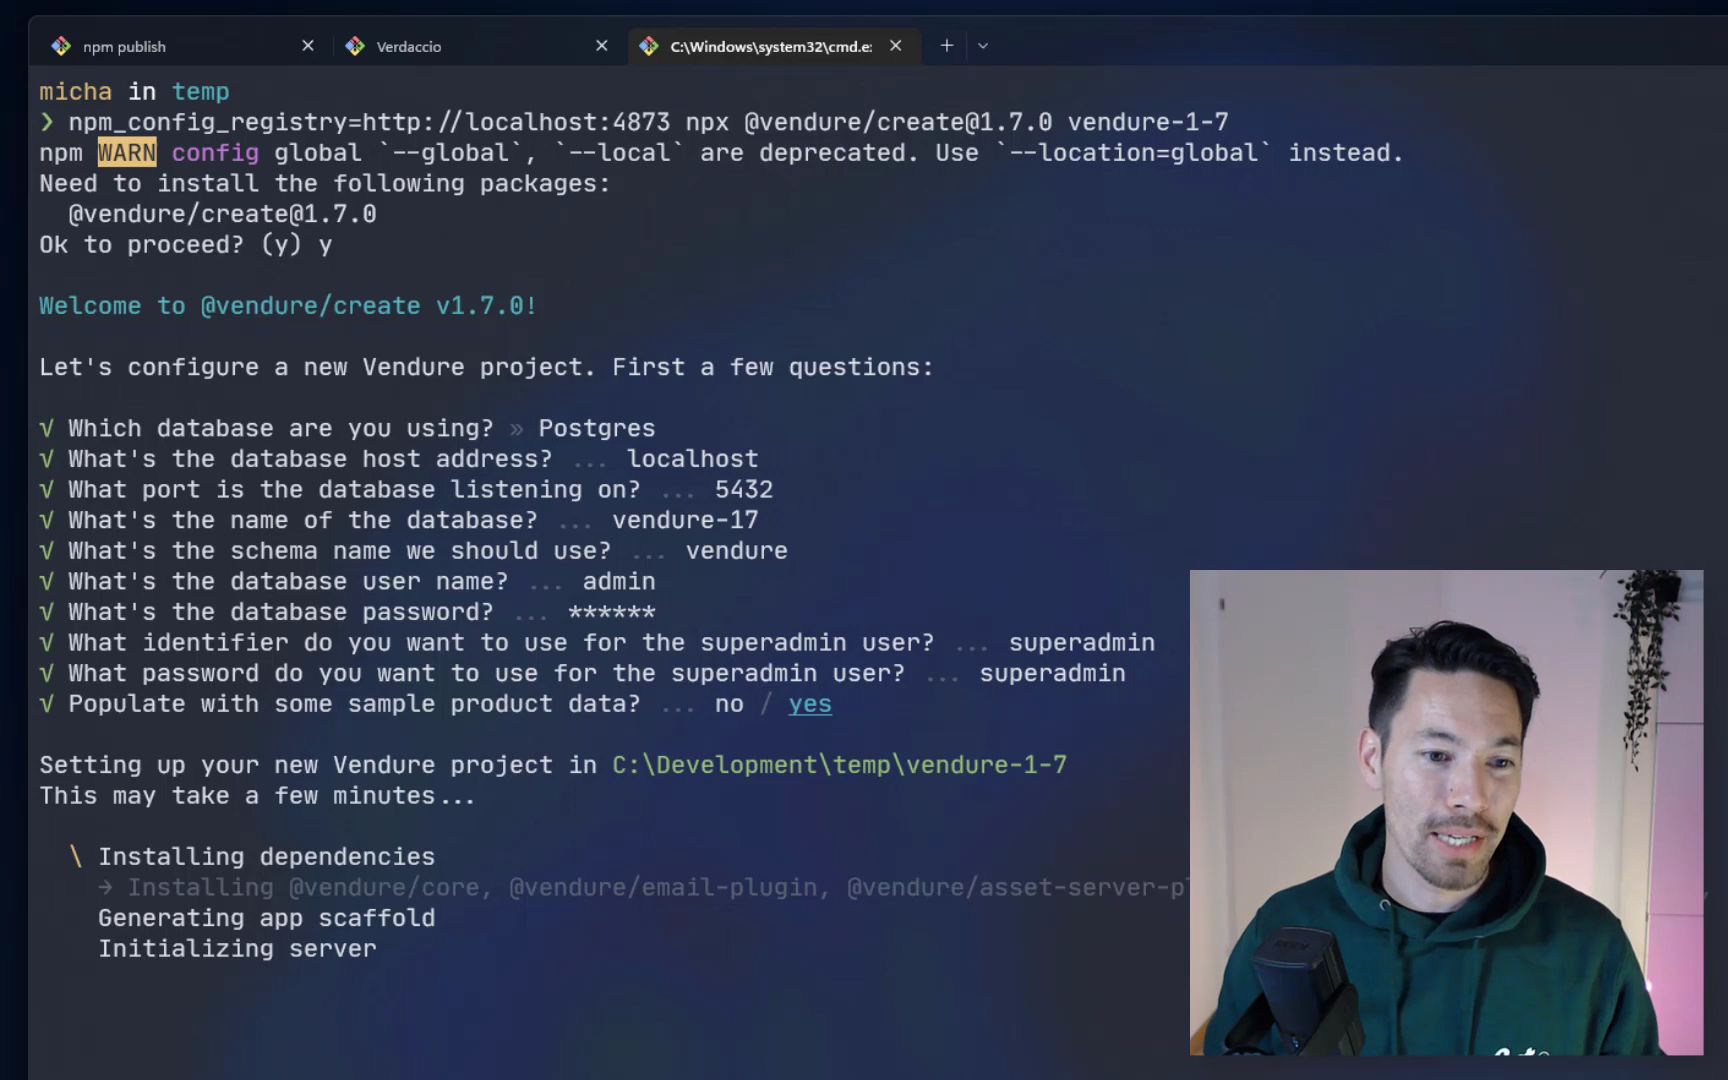 npm publish
Verdaccio
C:\Windows\system32\cmd.e:
micha in temp
❯ npm_config_registry=http://localhost:4873 npx @vendure/create@1.7.0 vendure-1-7
npm WARN config global `--global`, `--local` are deprecated. Use `--location=global` instead.
Need to install the following packages:
@vendure/create@1.7.0
Ok to proceed? (y) y
Welcome to @vendure/create v1.7.0!
Let's configure a new Vendure project. First a few questions:
√ Which database are you using? » Postgres
√ What's the database host address? ... localhost
√ What port is the database listening on? ... 5432
√ What's the name of the database? ... vendure-17
√ What's the schema name we should use? ... vendure
√ What's the database user name? ... admin
√ What's the database password? ... ******
√ What identifier do you want to use for the superadmin user? ... superadmin
√ What password do you want to use for the superadmin user? ... superadmin
√ Populate with some sample product data? ... no / yes
Setting up your new Vendure project in C:\Development\temp\vendure-1-7
This may take a few minutes...
\ Installing dependencies
→ Installing @vendure/core, @vendure/email-plugin, @vendure/asset-server-pl
Generating app scaffold
Initializing server